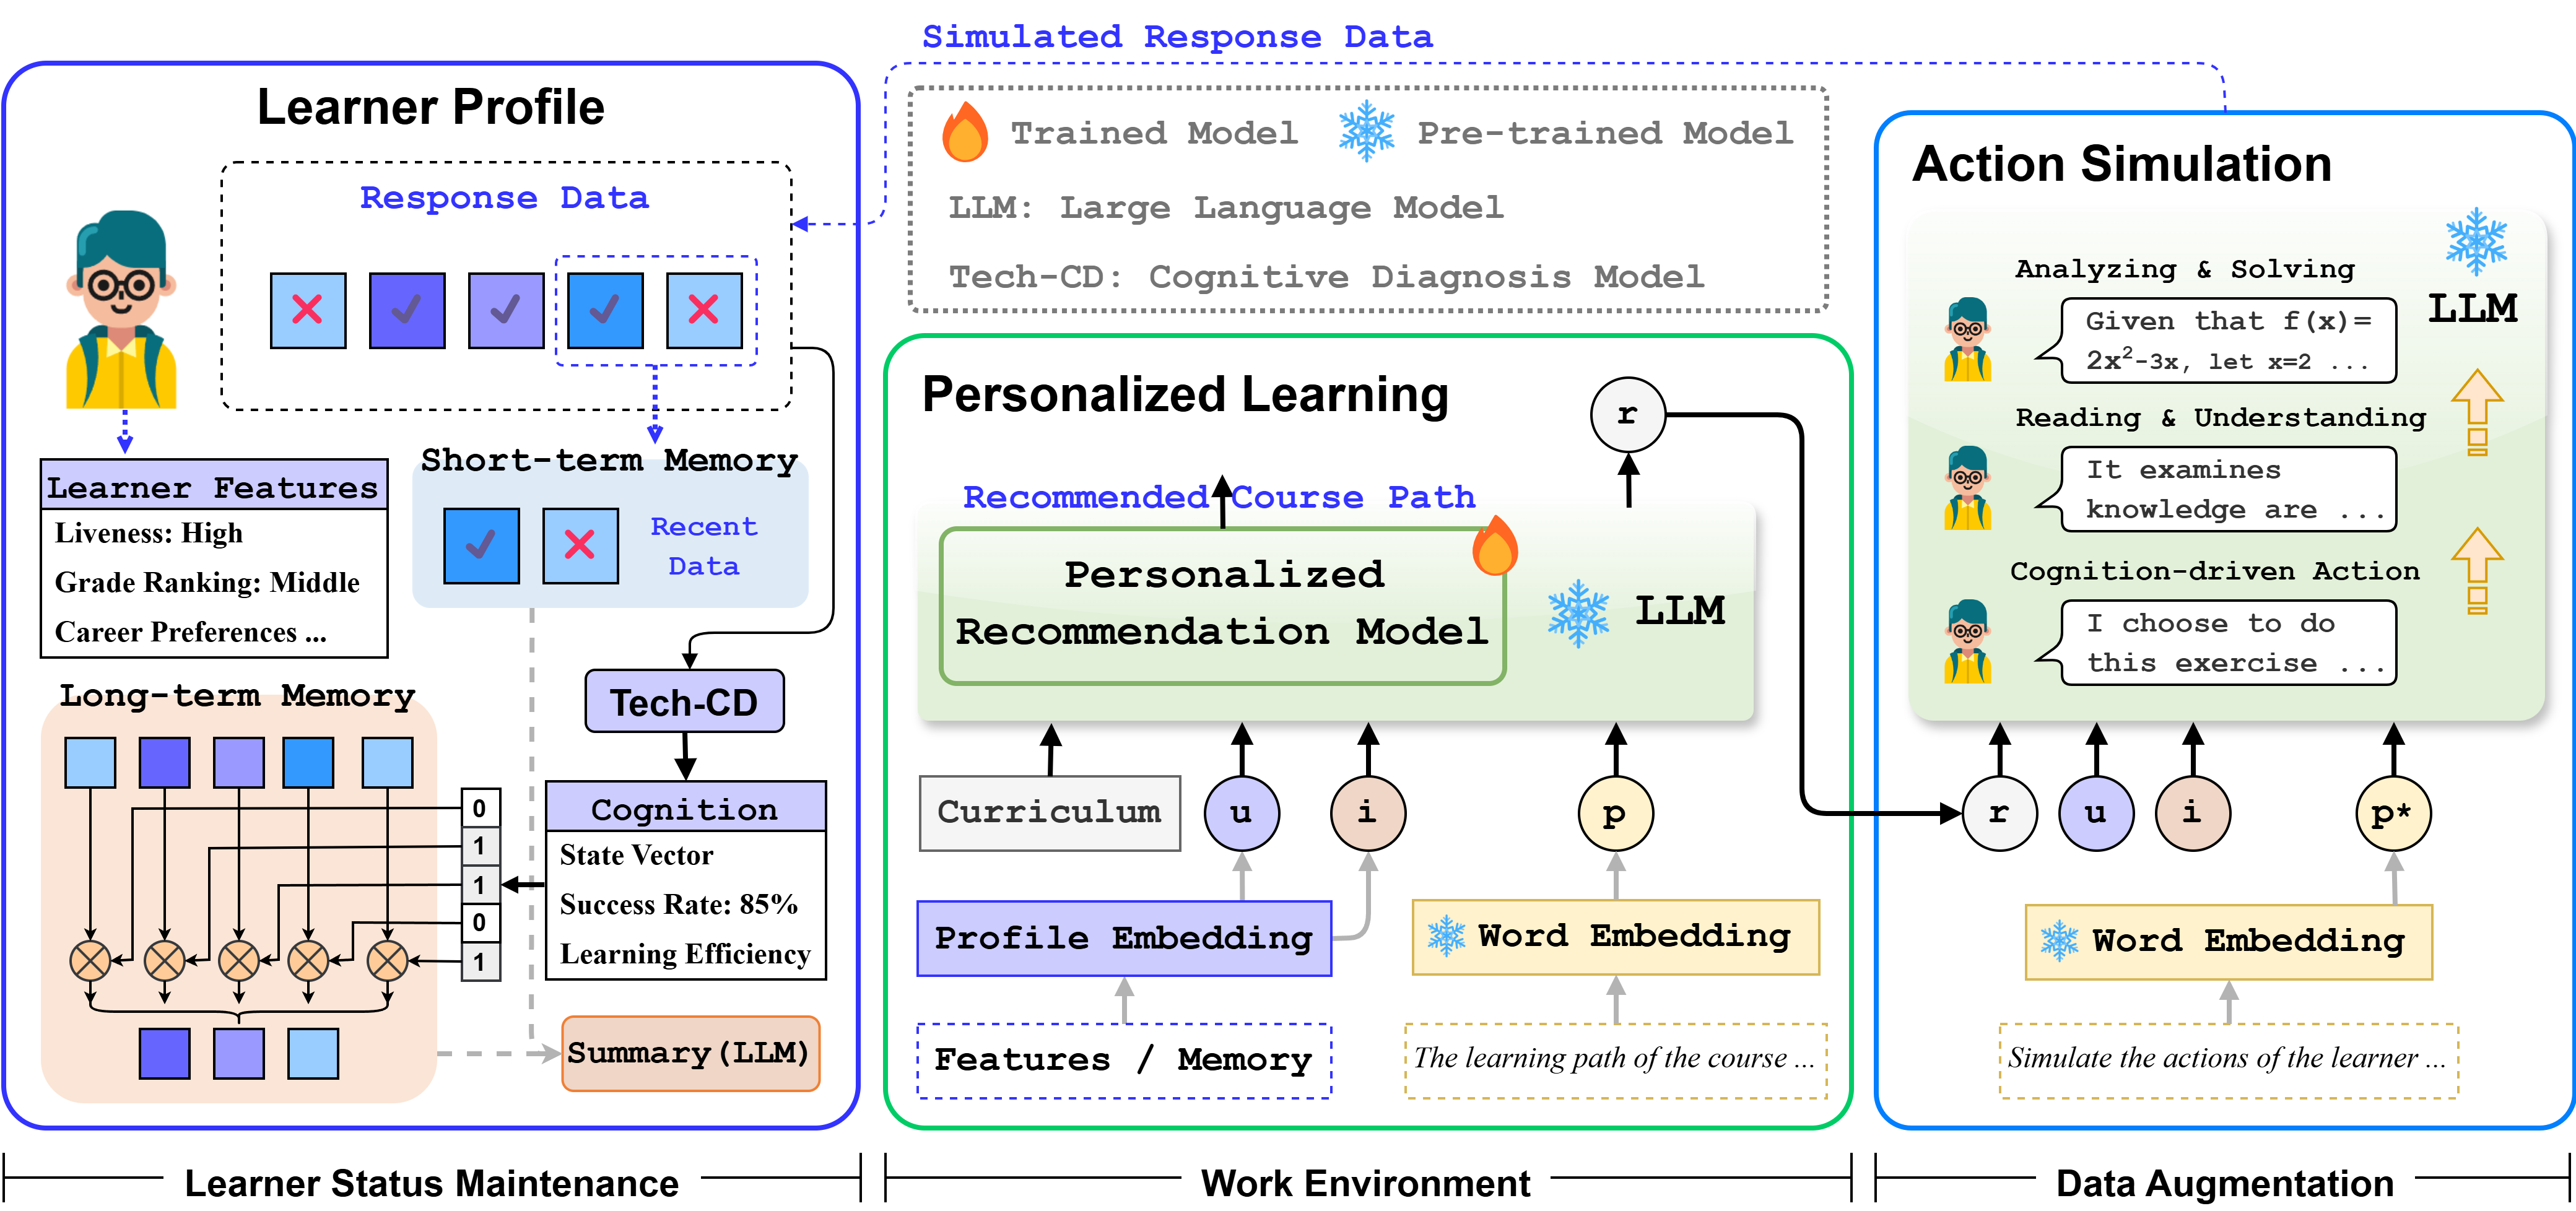 Simulated Response Data
Learner Profile
Response Data
Learner Features
Liveness: High
Grade Ranking: Middle
Career Preferences ...
Short-term Memory
Recent
Data
Long-term Memory
Tech-CD
0
1
1
0
1
Cognition
State Vector
Success Rate: 85%
Learning Efficiency
Summary(LLM)
Learner Status Maintenance
Trained Model
Pre-trained Model
LLM: Large Language Model
Tech-CD: Cognitive Diagnosis Model
Personalized Learning
r
Recommended Course Path
Personalized
Recommendation Model
LLM
Curriculum
u
i
p
Profile Embedding
Word Embedding
Features / Memory
The learning path of the course ...
Work Environment
Action Simulation
LLM
Analyzing & Solving
Given that f(x)=
2x²-3x, let x=2 ...
Reading & Understanding
It examines
knowledge are ...
Cognition-driven Action
I choose to do
this exercise ...
r
u
i
p*
Word Embedding
Simulate the actions of the learner ...
Data Augmentation